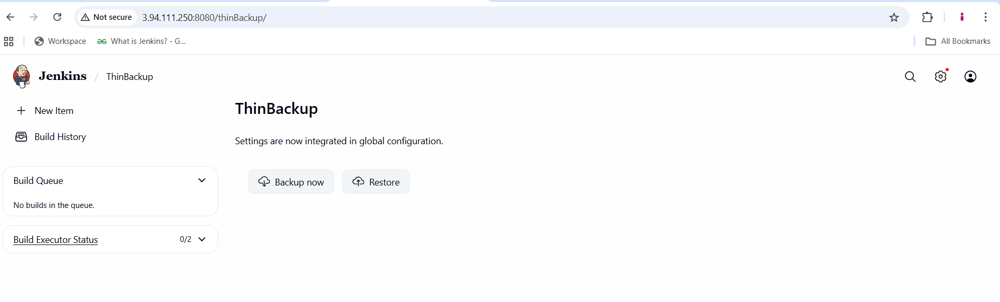 Not secure 3.94.111.250:8080/thinBackup/
Workspace What is Jenkins? - G... All Bookmarks
Jenkins / ThinBackup
New Item
Build History
Build Queue
No builds in the queue.
Build Executor Status 0/2
ThinBackup
Settings are now integrated in global configuration.
Backup now Restore